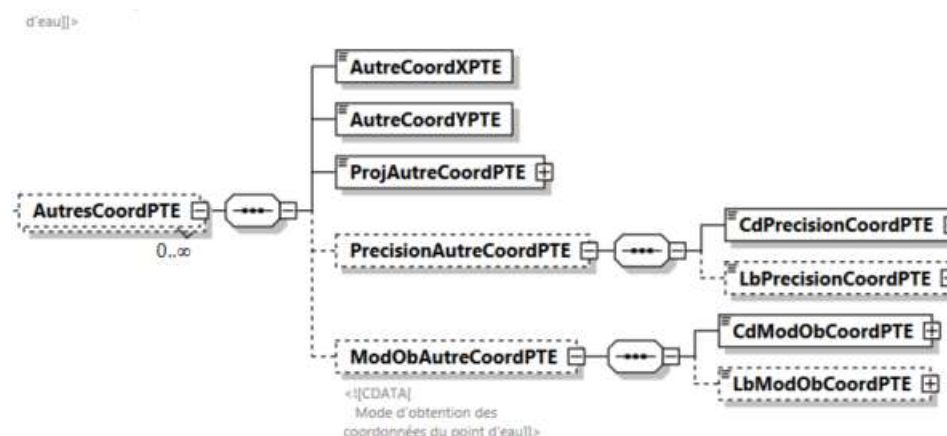 d'eau]]>
AutreCoordXPTE
AutreCoordYPTE
ProjAutreCoordPTE
AutresCoordPTE
0..∞
PrecisionAutreCoordPTE
CdPrecisionCoordPTE
LbPrecisionCoordPTE
ModObAutreCoordPTE
CdModObCoordPTE
LbModObCoordPTE
<![CDATA[
Mode d'obtention des
coordonnées du point d'eau]]>